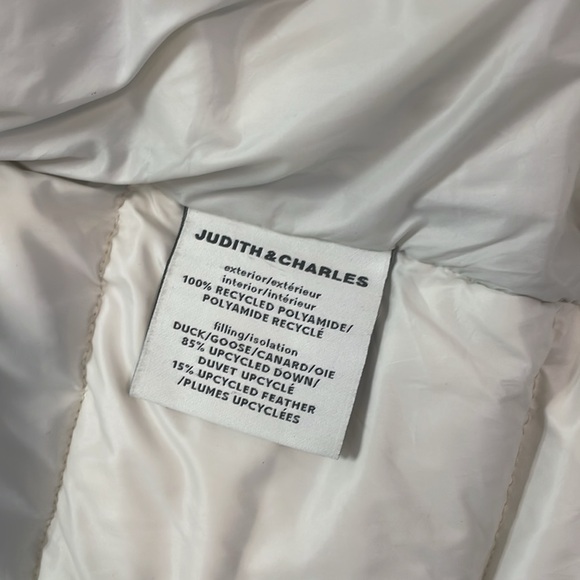 JUDITH & CHARLES
exterior/extérieur
interior/intérieur
100% RECYCLED POLYAMIDE/
POLYAMIDE RECYCLÉ
filling/isolation
DUCK/GOOSE/CANARD/OIE
85% UPCYCLED DOWN/
DUVET UPCYCLÉ
15% UPCYCLED FEATHER
/PLUMES UPCYCLÉES